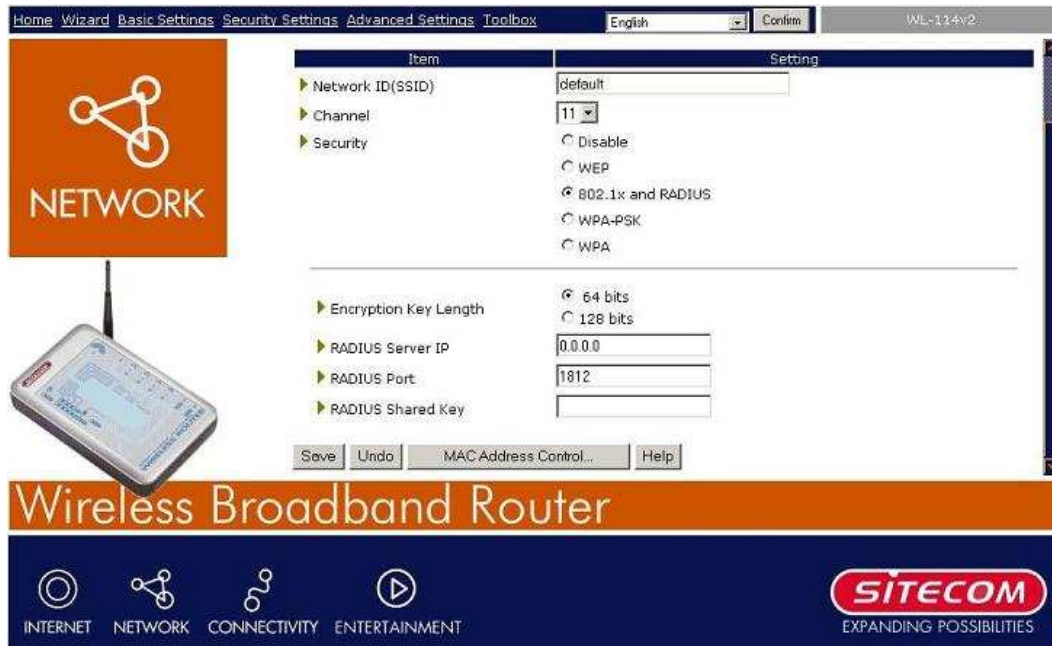 Home Wizard Basic Settings Security Settings Advanced Settings Toolbox English Confirm WL-114v2
Item Setting
Network ID(SSID) default
Channel 11
Security Disable
WEP
802.1x and RADIUS
WPA-PSK
WPA
NETWORK
Encryption Key Length 64 bits
128 bits
RADIUS Server IP 0.0.0.0
RADIUS Port 1812
RADIUS Shared Key
Save Undo MAC Address Control... Help
WIRELESS ROUTER
Wireless Broadband Router
INTERNET NETWORK CONNECTIVITY ENTERTAINMENT
SITECOM
EXPANDING POSSIBILITIES